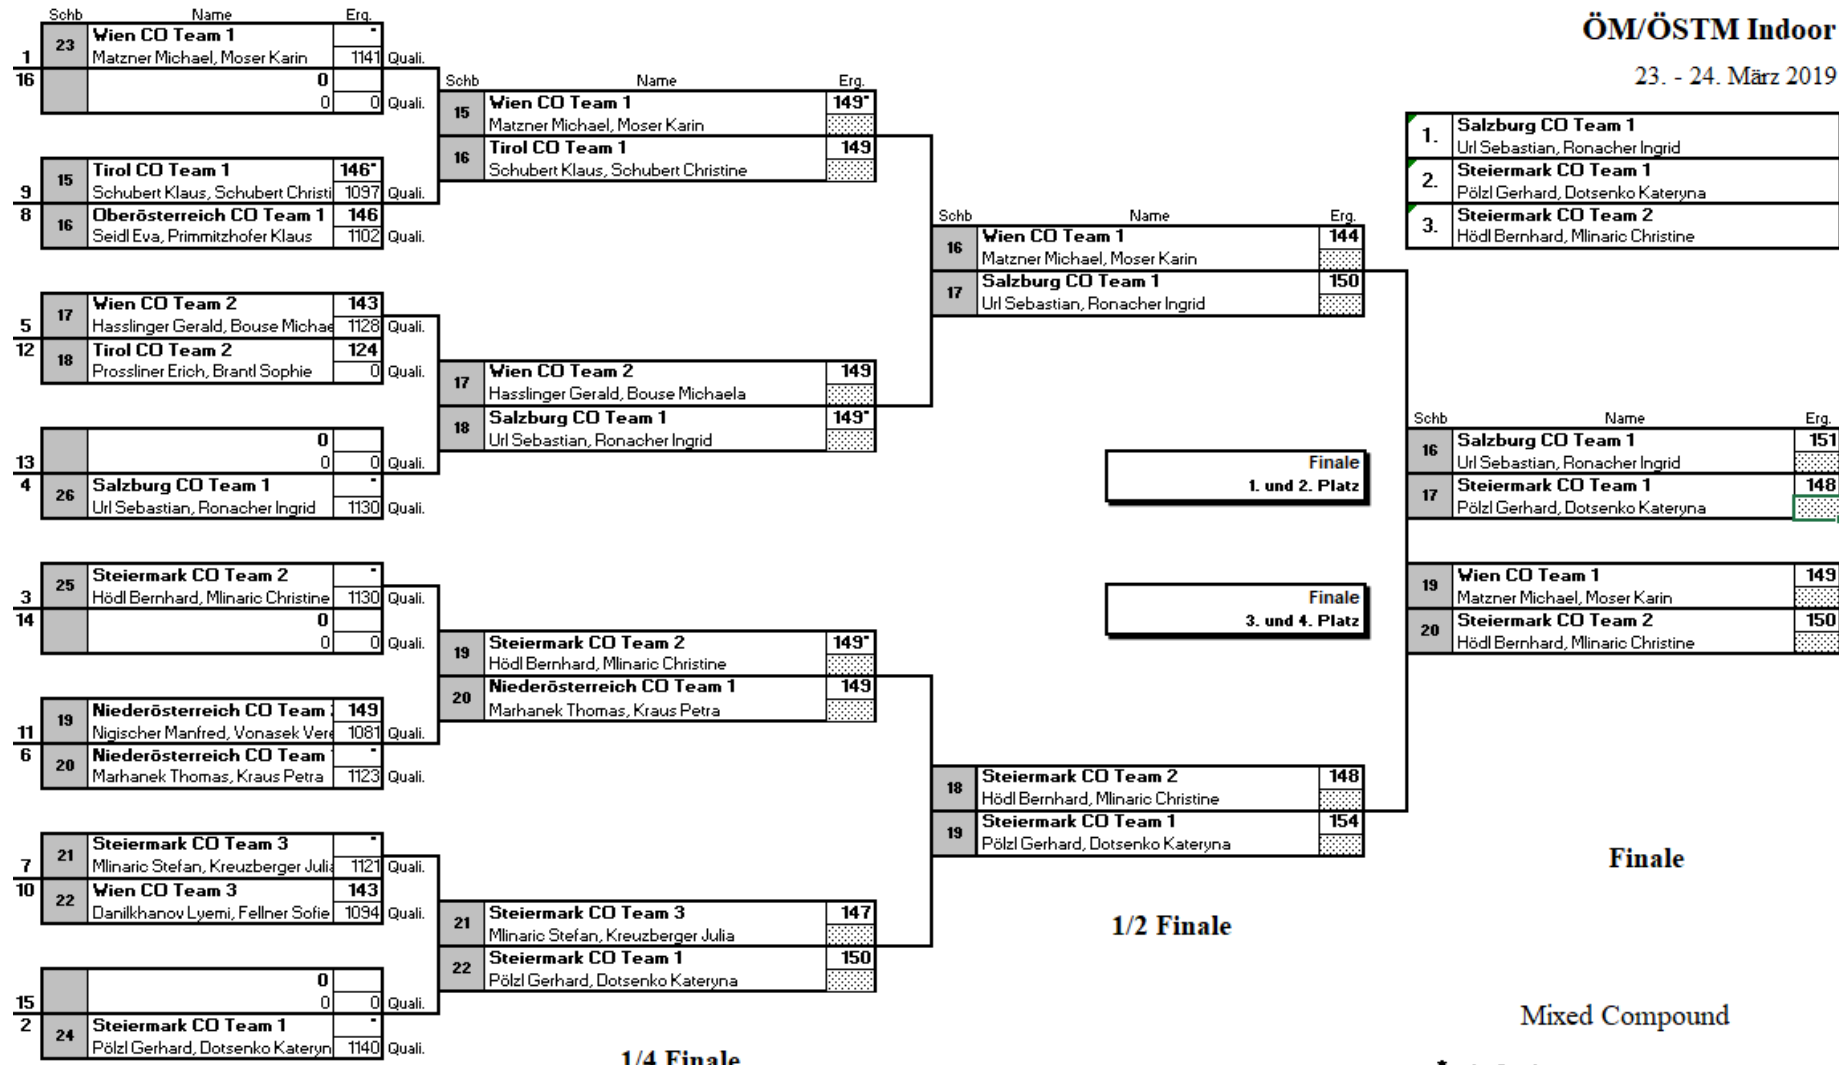 ÖM/ÖSTM Indoor
23. - 24. März 2019
1. Salzburg CO Team 1
Url Sebastian, Ronacher Ingrid
2. Steiermark CO Team 1
Pölzl Gerhard, Dotsenko Kateryna
3. Steiermark CO Team 2
Hödl Bernhard, Mlinaric Christine
Schb Name Erg.
23 Wien CO Team 1 *
1 Matzner Michael, Moser Karin 1141 Quali.
16 0
0 0 Quali.
15 Tirol CO Team 1 146*
9 Schubert Klaus, Schubert Christi 1097 Quali.
8 16 Oberösterreich CO Team 1 146
Seidl Eva, Primmitzhofer Klaus 1102 Quali.
17 Wien CO Team 2 143
5 Hasslinger Gerald, Bouse Michae 1128 Quali.
12 18 Tirol CO Team 2 124
Prossliner Erich, Brantl Sophie 0 Quali.
0
13 0 0 Quali.
4 26 Salzburg CO Team 1 *
Url Sebastian, Ronacher Ingrid 1130 Quali.
25 Steiermark CO Team 2 *
3 Hödl Bernhard, Mlinaric Christine 1130 Quali.
14 0
0 0 Quali.
19 Niederösterreich CO Team 149
11 Nigischer Manfred, Vonasek Vere 1081 Quali.
6 20 Niederösterreich CO Team *
Marhanek Thomas, Kraus Petra 1123 Quali.
21 Steiermark CO Team 3 *
7 Mlinaric Stefan, Kreuzberger Julia 1121 Quali.
10 22 Wien CO Team 3 143
Danilkhanov Lyemi, Fellner Sofie 1094 Quali.
0
15 0 0 Quali.
2 24 Steiermark CO Team 1 *
Pölzl Gerhard, Dotsenko Kateryn 1140 Quali.
Schb Name Erg.
15 Wien CO Team 1 149*
Matzner Michael, Moser Karin
16 Tirol CO Team 1 149
Schubert Klaus, Schubert Christine
17 Wien CO Team 2 149
Hasslinger Gerald, Bouse Michaela
18 Salzburg CO Team 1 149*
Url Sebastian, Ronacher Ingrid
19 Steiermark CO Team 2 149*
Hödl Bernhard, Mlinaric Christine
20 Niederösterreich CO Team 1 149
Marhanek Thomas, Kraus Petra
21 Steiermark CO Team 3 147
Mlinaric Stefan, Kreuzberger Julia
22 Steiermark CO Team 1 150
Pölzl Gerhard, Dotsenko Kateryna
1/4 Finale
Schb Name Erg.
16 Wien CO Team 1 144
Matzner Michael, Moser Karin
17 Salzburg CO Team 1 150
Url Sebastian, Ronacher Ingrid
18 Steiermark CO Team 2 148
Hödl Bernhard, Mlinaric Christine
19 Steiermark CO Team 1 154
Pölzl Gerhard, Dotsenko Kateryna
1/2 Finale
Finale
1. und 2. Platz
Finale
3. und 4. Platz
Schb Name Erg.
16 Salzburg CO Team 1 151
Url Sebastian, Ronacher Ingrid
17 Steiermark CO Team 1 148
Pölzl Gerhard, Dotsenko Kateryna
19 Wien CO Team 1 149
Matzner Michael, Moser Karin
20 Steiermark CO Team 2 150
Hödl Bernhard, Mlinaric Christine
Finale
Mixed Compound